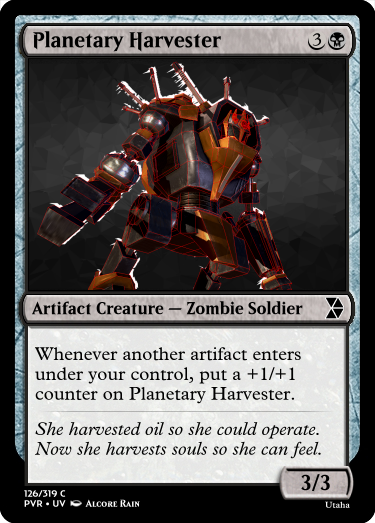 Planetary Harvester 3
Artifact Creature — Zombie Soldier
Whenever another artifact enters
under your control, put a +1/+1
counter on Planetary Harvester.
She harvested oil so she could operate.
Now she harvests souls so she can feel.
3/3
126/319 C
PVR • UV Alcore Rain
Utaha